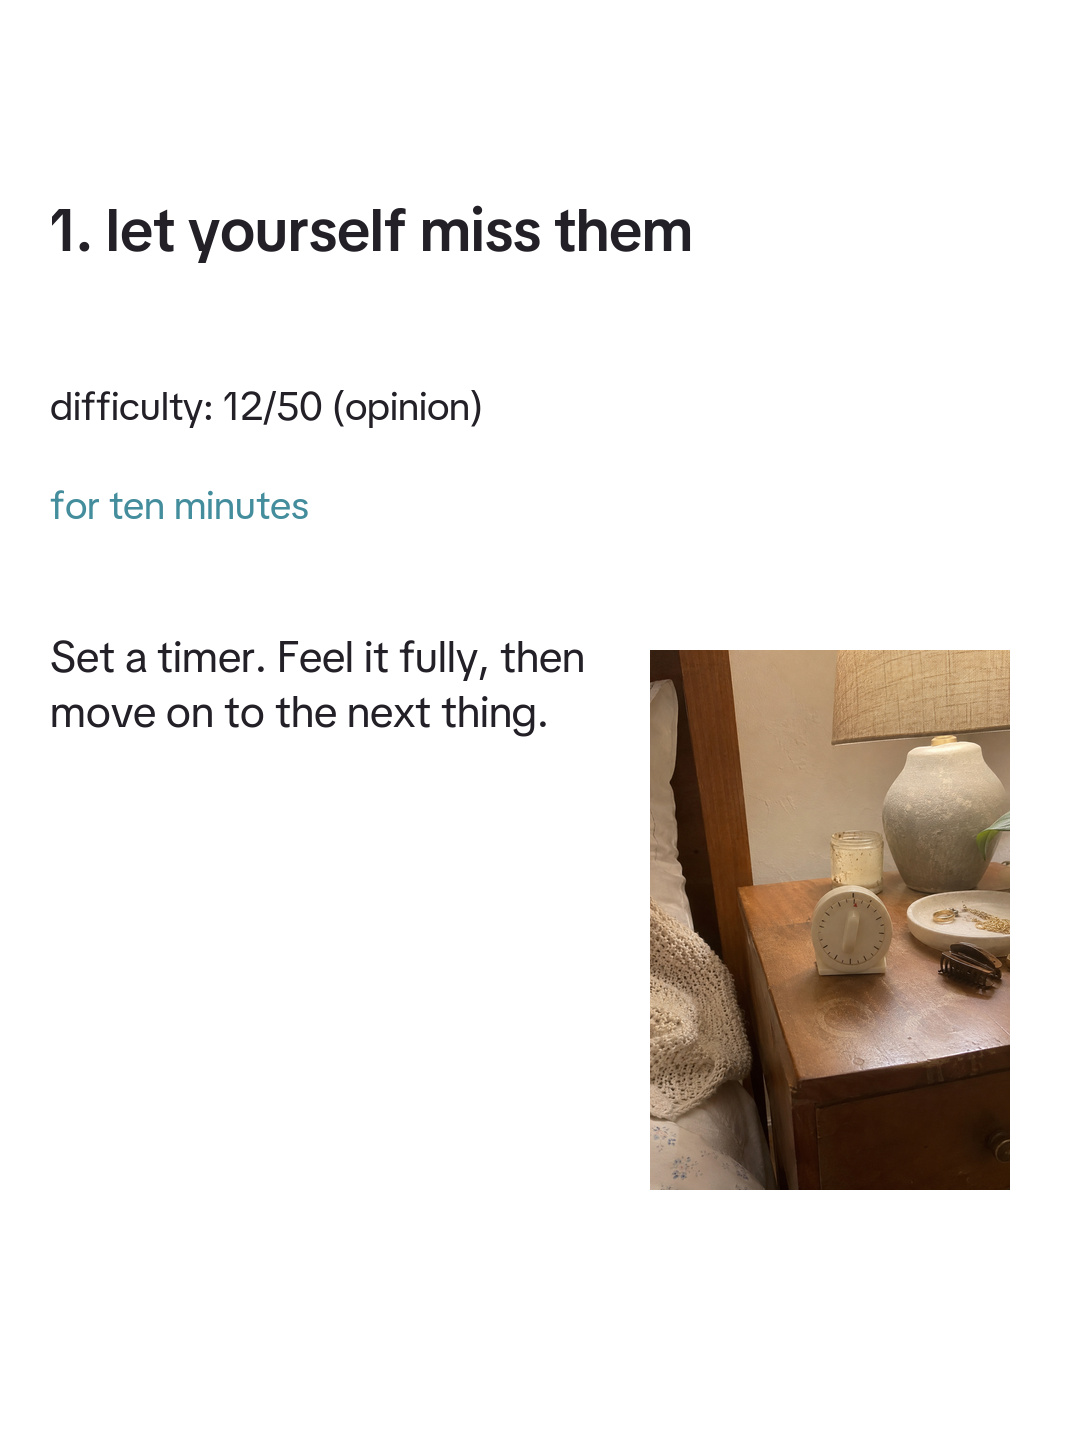 1. let yourself miss them
difficulty: 12/50 (opinion)
for ten minutes
Set a timer. Feel it fully, then
move on to the next thing.